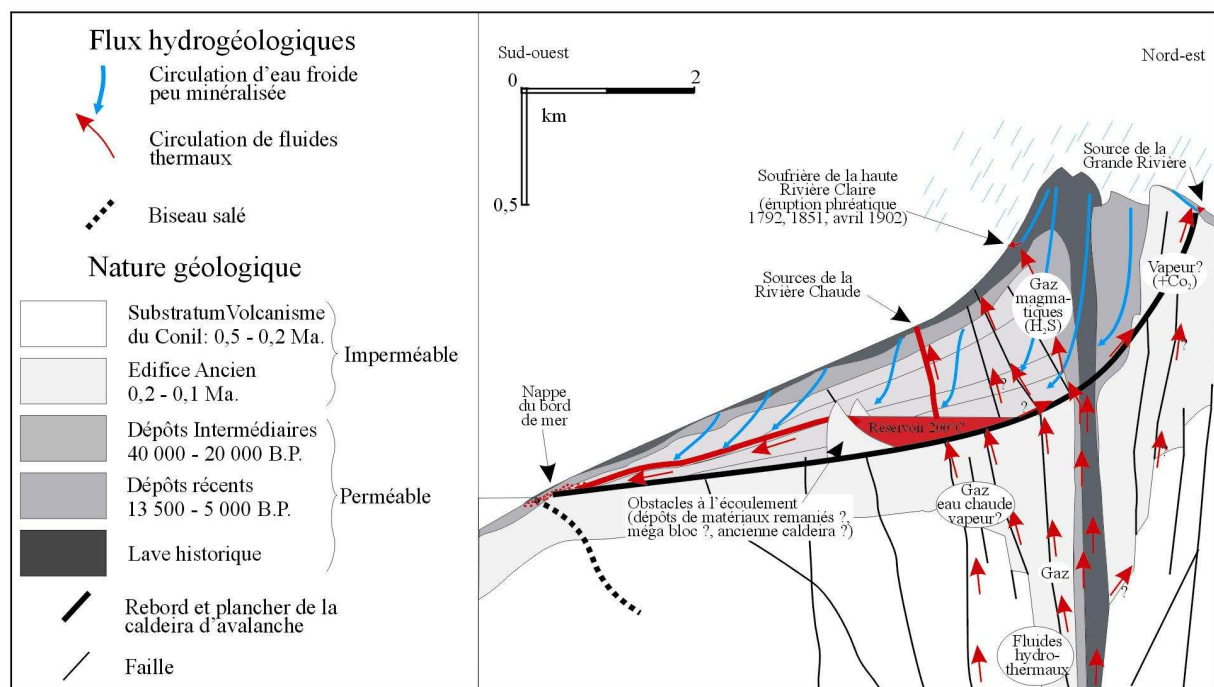 Flux hydrogéologiques
Circulation d'eau froide
peu minéralisée
Circulation de fluides
thermaux
Biseau salé
Nature géologique
Substratum Volcanisme
du Conil: 0,5 - 0,2 Ma.
Edifice Ancien
0,2 - 0,1 Ma.
Imperméable
Dépôts Intermédiaires
40 000 - 20 000 B.P.
Dépôts récents
13 500 - 5 000 B.P.
Perméable
Lave historique
Rebord et plancher de la
caldeira d'avalanche
Faille
Sud-ouest
Nord-est
0
2
km
0,5
Source de la
Grande Rivière
Soufrière de la haute
Rivière Claire
(éruption phréatique
1792, 1851, avril 1902)
Sources de la
Rivière Chaude
Vapeur?
(+Co₂)
Gaz
magma-
tiques
(H₂S)
Nappe
du bord
de mer
?
?
?
Réservoir 200°C
Obstacles à l'écoulement
(dépôts de matériaux remaniés ?,
méga bloc ?, ancienne caldeira ?)
Gaz
eau chaude
vapeur?
Gaz
?
?
Fluides
hydro-
thermaux